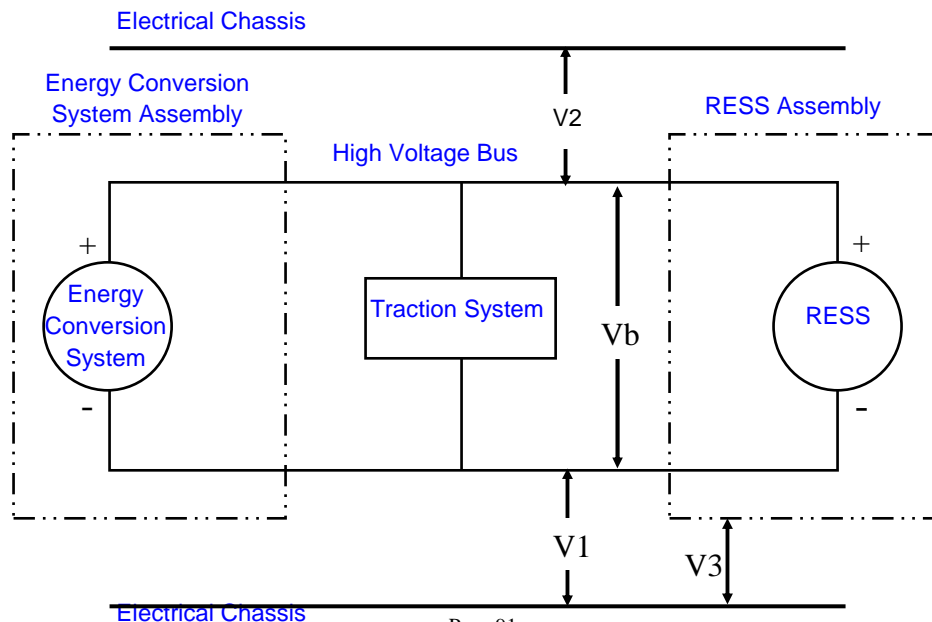 Electrical Chassis
Energy Conversion
System Assembly
V2
RESS Assembly
High Voltage Bus
+
+
Energy
Conversion
System
Traction System
Vb
RESS
-
-
V1
V3
Electrical Chassis